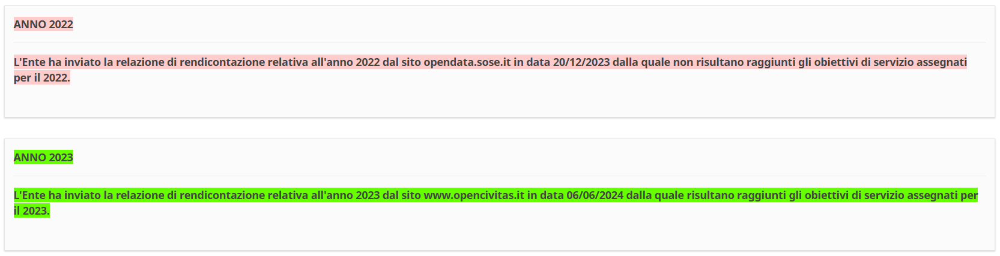 ANNO 2022
L'Ente ha inviato la relazione di rendicontazione relativa all'anno 2022 dal sito opendata.sose.it in data 20/12/2023 dalla quale non risultano raggiunti gli obiettivi di servizio assegnati
per il 2022.
ANNO 2023
L'Ente ha inviato la relazione di rendicontazione relativa all'anno 2023 dal sito www.opencivitas.it in data 06/06/2024 dalla quale risultano raggiunti gli obiettivi di servizio assegnati per
il 2023.